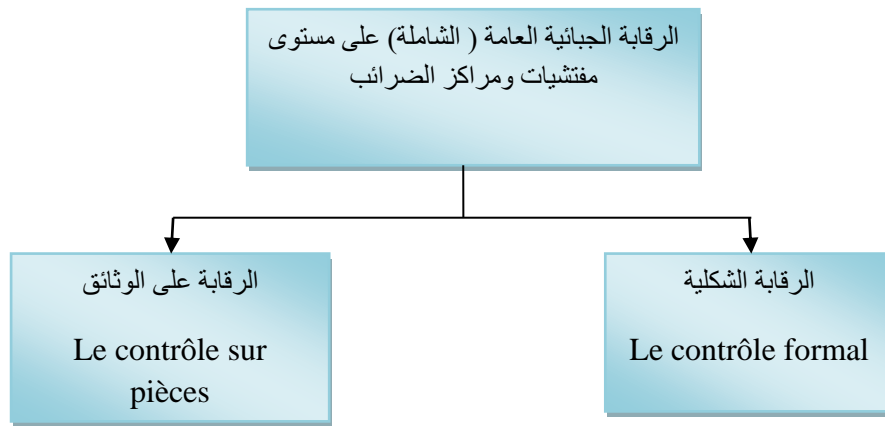 الرقابة الجبائية العامة ( الشاملة) على مستوى
مفتشيات ومراكز الضرائب
الرقابة الشكلية
Le contrôle formal
الرقابة على الوثائق
Le contrôle sur
pièces